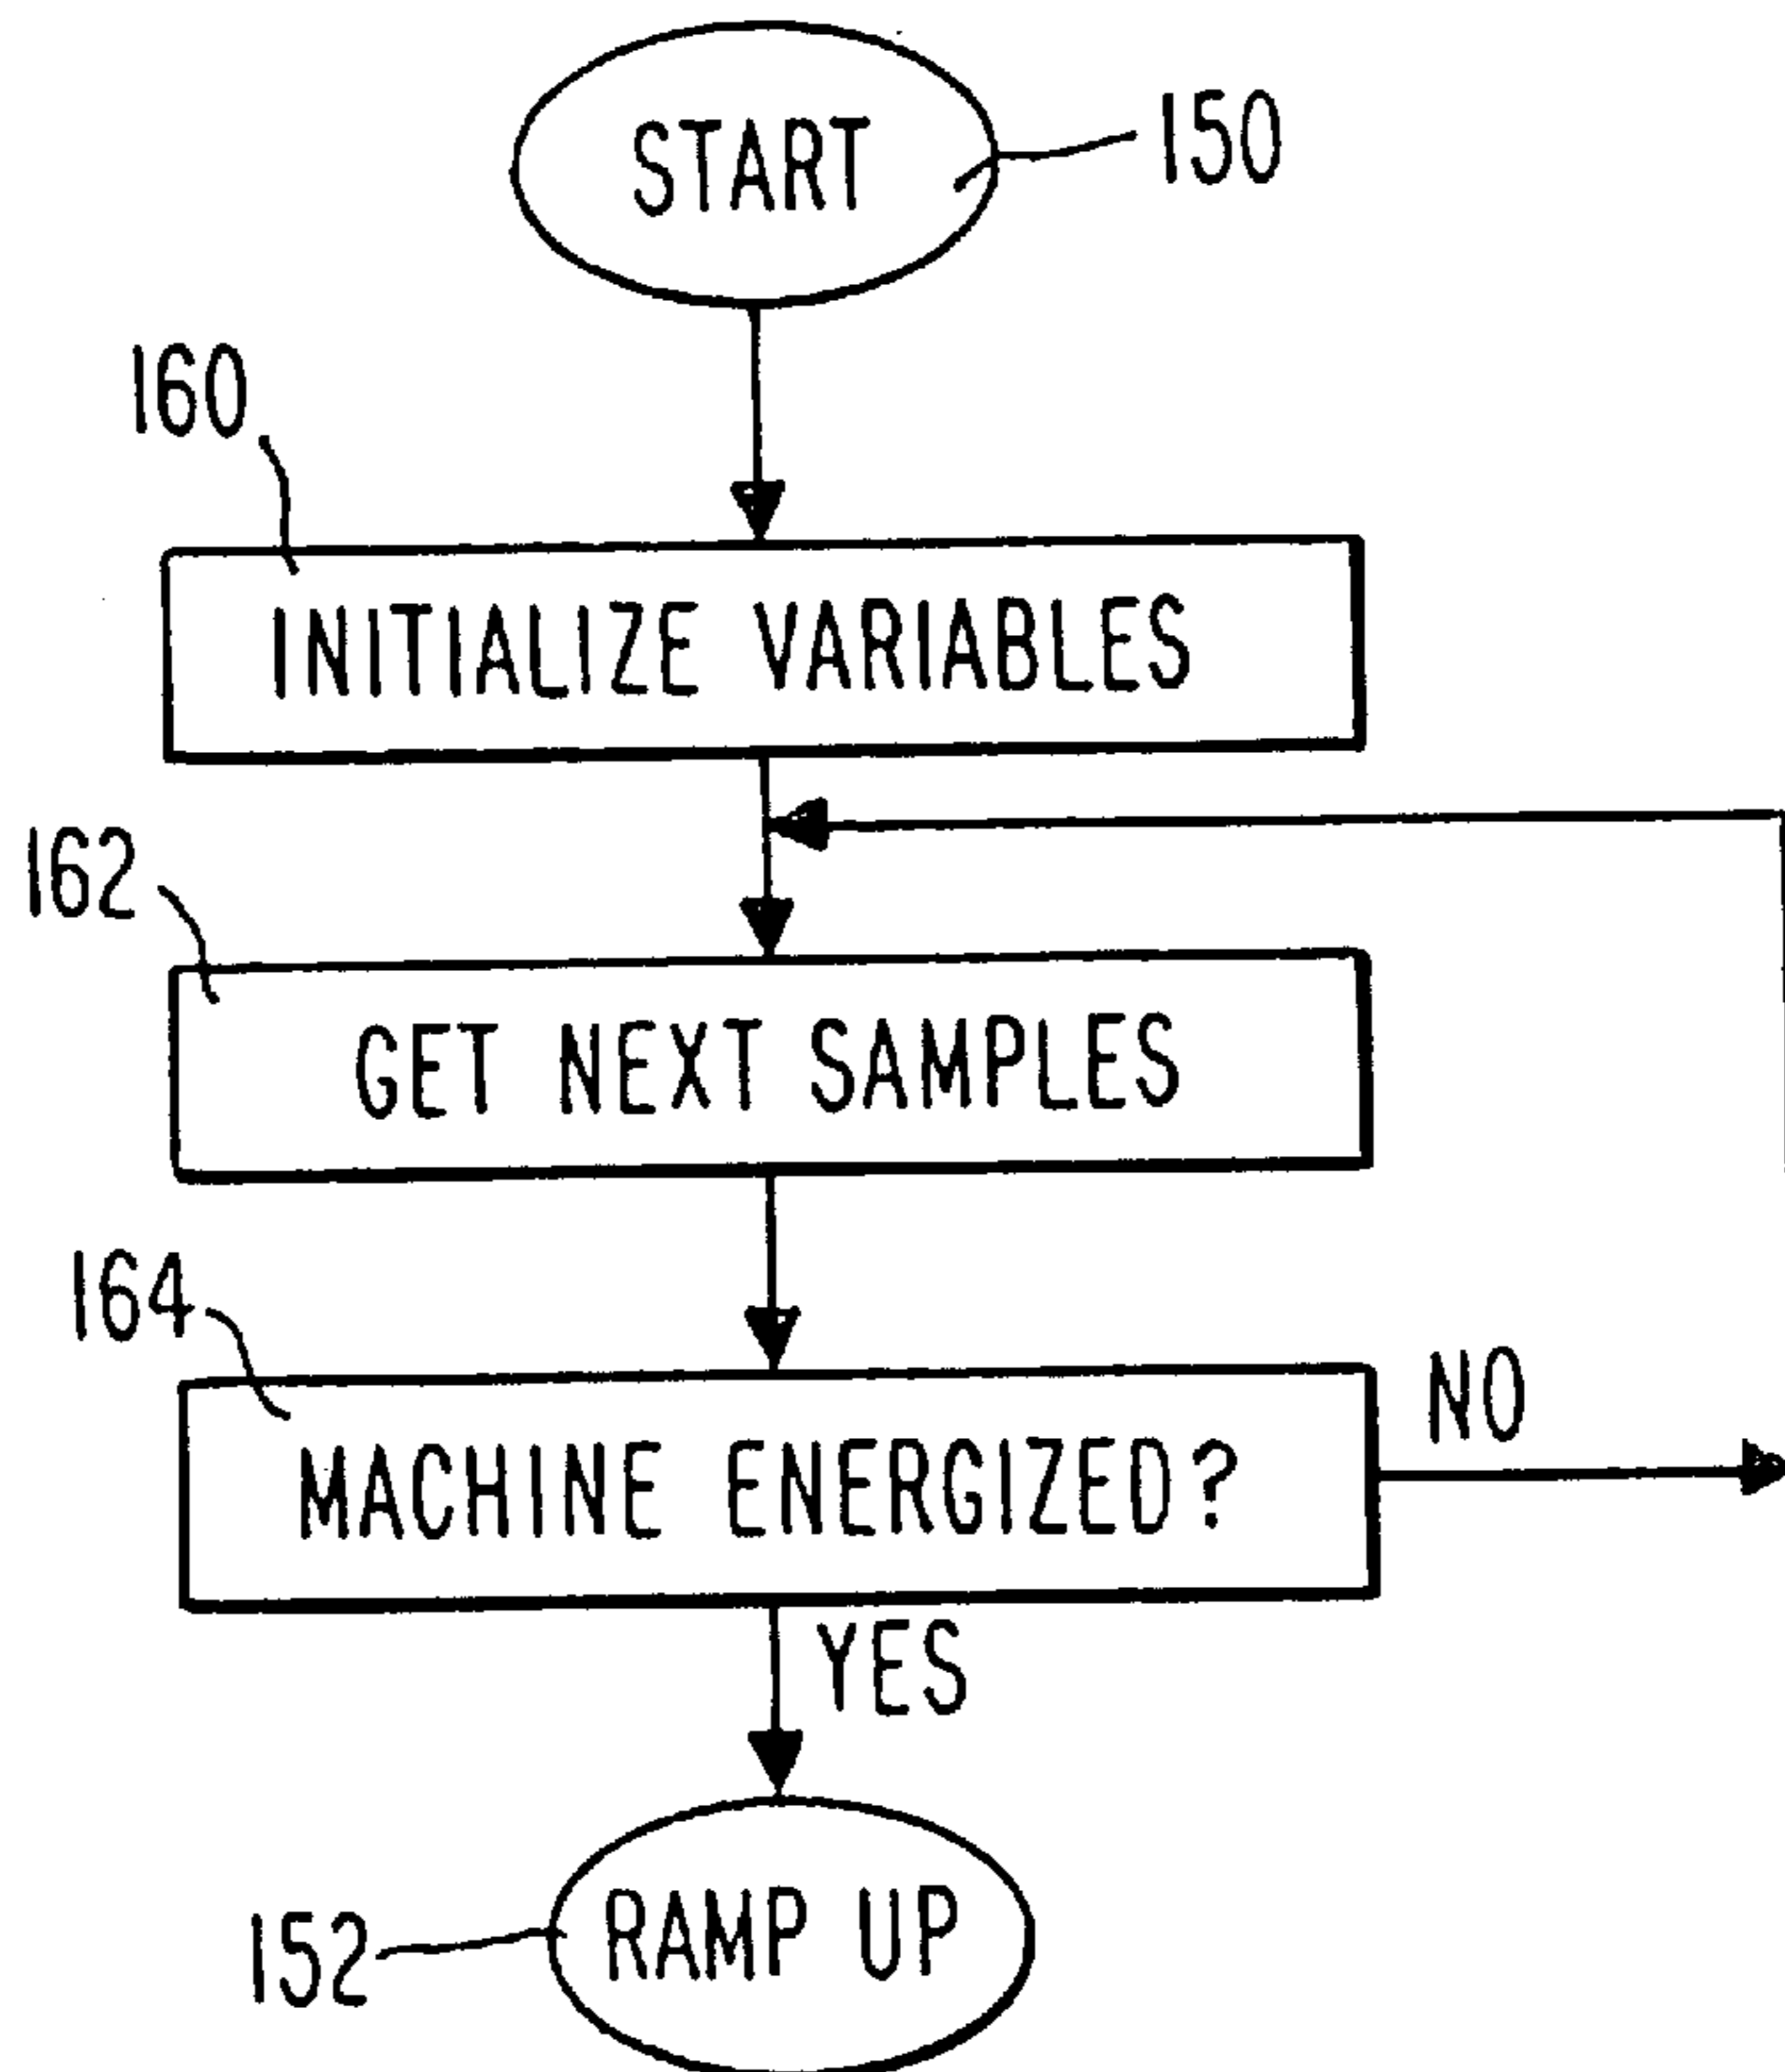 START
150
160
INITIALIZE VARIABLES
162
GET NEXT SAMPLES
164
MACHINE ENERGIZED?
NO
YES
152
RAMP UP